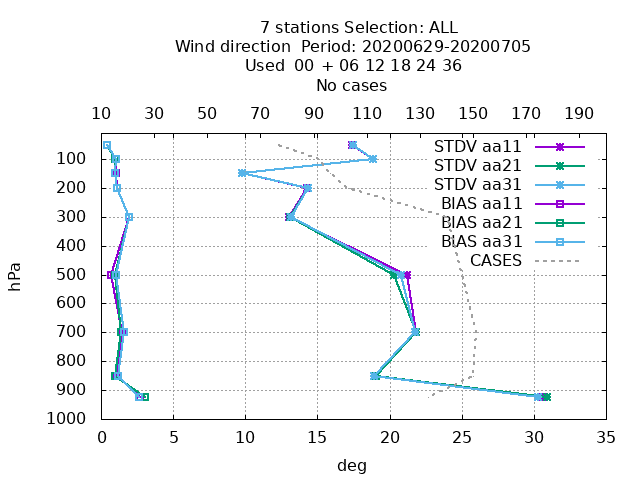 7 stations Selection: ALL
Wind direction  Period: 20200629-20200705
Used  00 + 06 12 18 24 36
No cases
10 30 50 70 90 110 130 150 170 190
STDV aa11
STDV aa21
STDV aa31
BIAS aa11
BIAS aa21
BIAS aa31
CASES
100
200
300
400
500
600
700
800
900
1000
hPa
0 5 10 15 20 25 30 35
deg